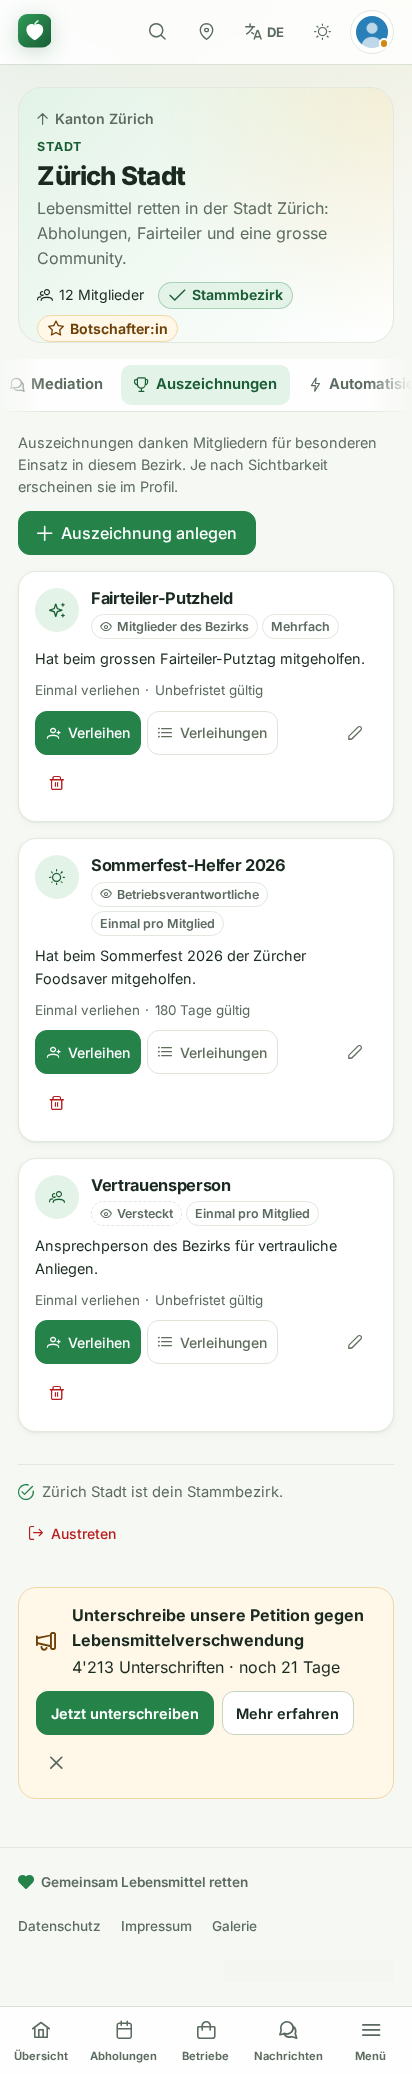 DE
Kanton Zürich
STADT
Zürich Stadt
Lebensmittel retten in der Stadt Zürich:
Abholungen, Fairteiler und eine grosse
Community.
12 Mitglieder Stammbezirk
Botschafter:in
Mediation Auszeichnungen
Auszeichnungen danken Mitgliedern für besonderen
Einsatz in diesem Bezirk. Je nach Sichtbarkeit
erscheinen sie im Profil.
Auszeichnung anlegen
Fairteiler-Putzheld
Mitglieder des Bezirks Mehrfach
Hat beim grossen Fairteiler-Putztag mitgeholfen.
Einmal verliehen · Unbefristet gültig
Verleihen Verleihungen
Sommerfest-Helfer 2026
Betriebsverantwortliche
Einmal pro Mitglied
Hat beim Sommerfest 2026 der Zürcher
Foodsaver mitgeholfen.
Einmal verliehen · 180 Tage gültig
Verleihen Verleihungen
Vertrauensperson
Versteckt Einmal pro Mitglied
Ansprechperson des Bezirks für vertrauliche
Anliegen.
Einmal verliehen · Unbefristet gültig
Verleihen Verleihungen
Zürich Stadt ist dein Stammbezirk.
Austreten
Unterschreibe unsere Petition gegen
Lebensmittelverschwendung
4'213 Unterschriften · noch 21 Tage
Jetzt unterschreiben Mehr erfahren
Gemeinsam Lebensmittel retten
Datenschutz Impressum Galerie
Übersicht Abholungen Betriebe Nachrichten Menü